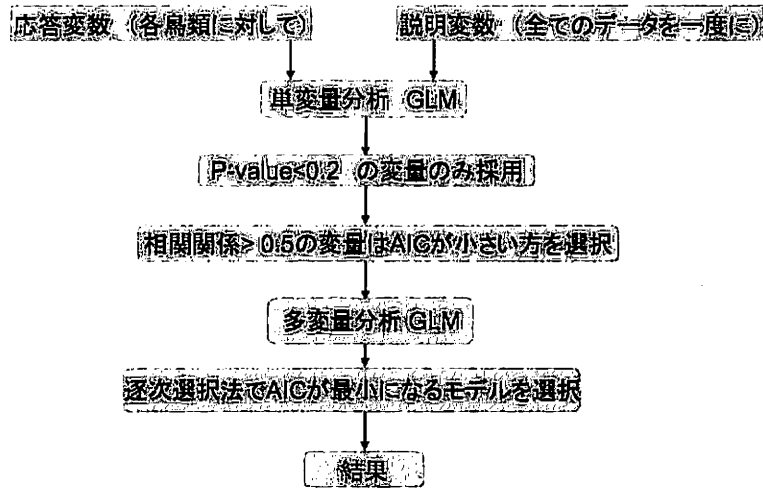 応答変数 (各鳥類に対して)
説明変数 (全てのデータを一度に)
単変量分析 GLM
P-value<0.2 の変量のみ採用
相関関係>0.5の変量はAICが小さい方を選択
多変量分析GLM
逐次選択法でAICが最小になるモデルを選択
結果